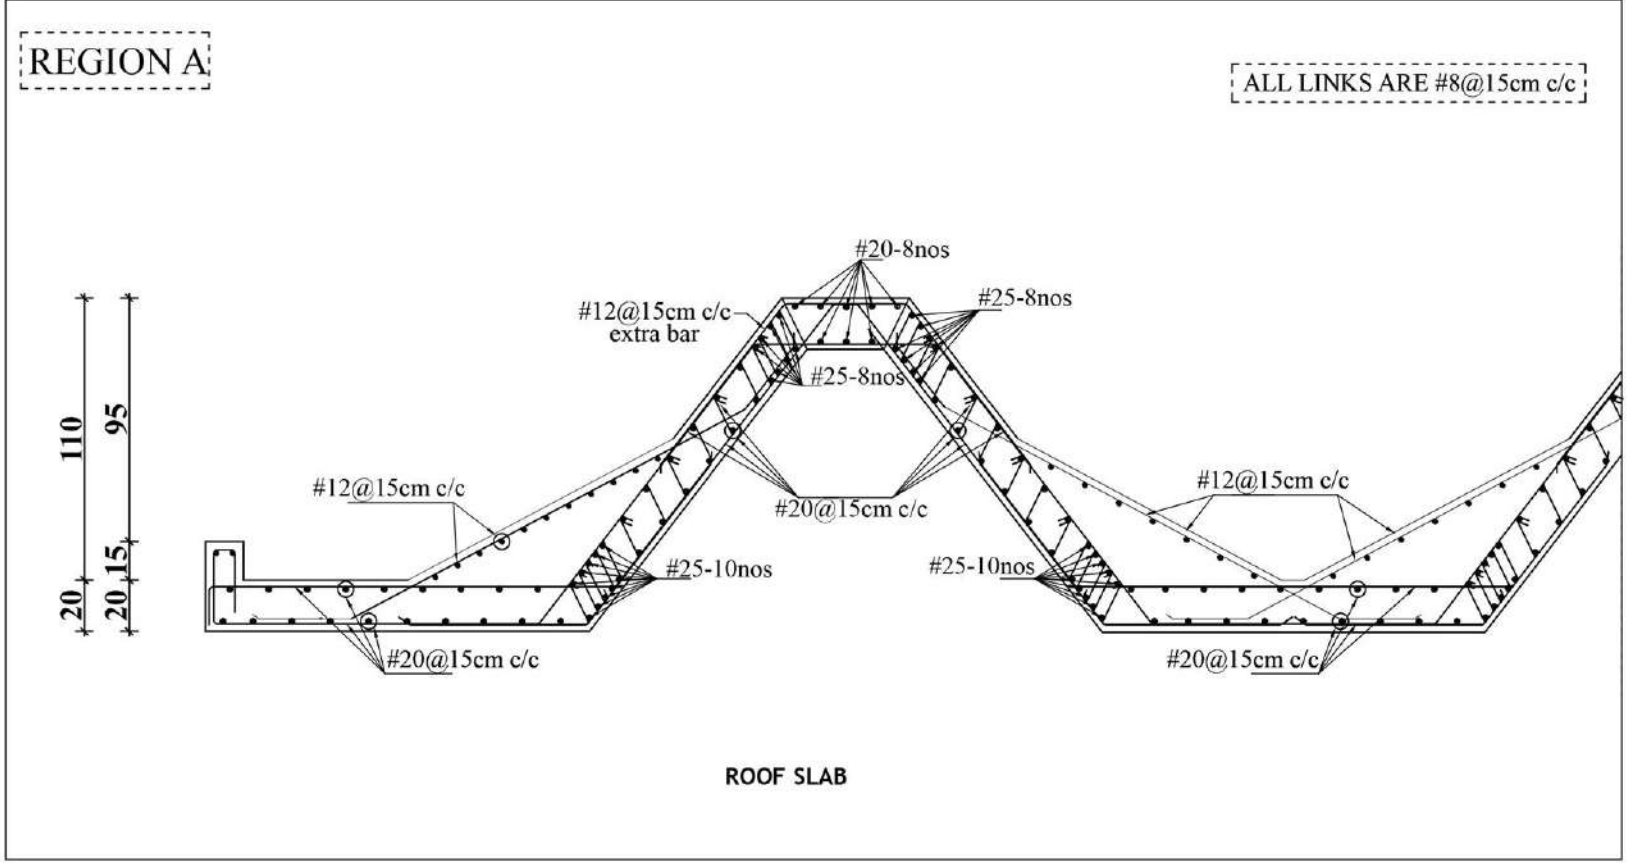 REGION A
ALL LINKS ARE #8@15cm c/c
#20-8nos
#25-8nos
#12@15cm c/c
extra bar
#25-8nos
110
95
#12@15cm c/c
#12@15cm c/c
#20@15cm c/c
#25-10nos
#25-10nos
15
20
20
#20@15cm c/c
#20@15cm c/c
ROOF SLAB